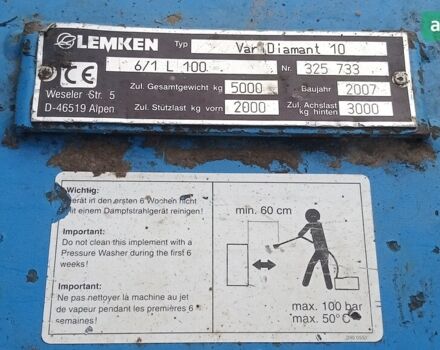 LEMKEN
Typ Vari Diamant 10
6/1 L 100 Nr. 325 733
Weseler Str. 5
D-46519 Alpen
Zul. Gesamtgewicht kg 5000 Baujahr 2007
Zul. Stützlast kg vorn 2000 Zul. Achslast kg hinten 3000
a
Wichtig:
Gerät in den ersten 6 Wochen nicht
mit einem Dampfstrahlgerät reinigen!
Important:
Do not clean this implement with a
Pressure Washer during the first 6
weeks!
Important:
Ne pas nettoyer la machine au jet
de vapeur pendant les premières 6
semaines!
min. 60 cm
max. 100 bar
max. 50°C